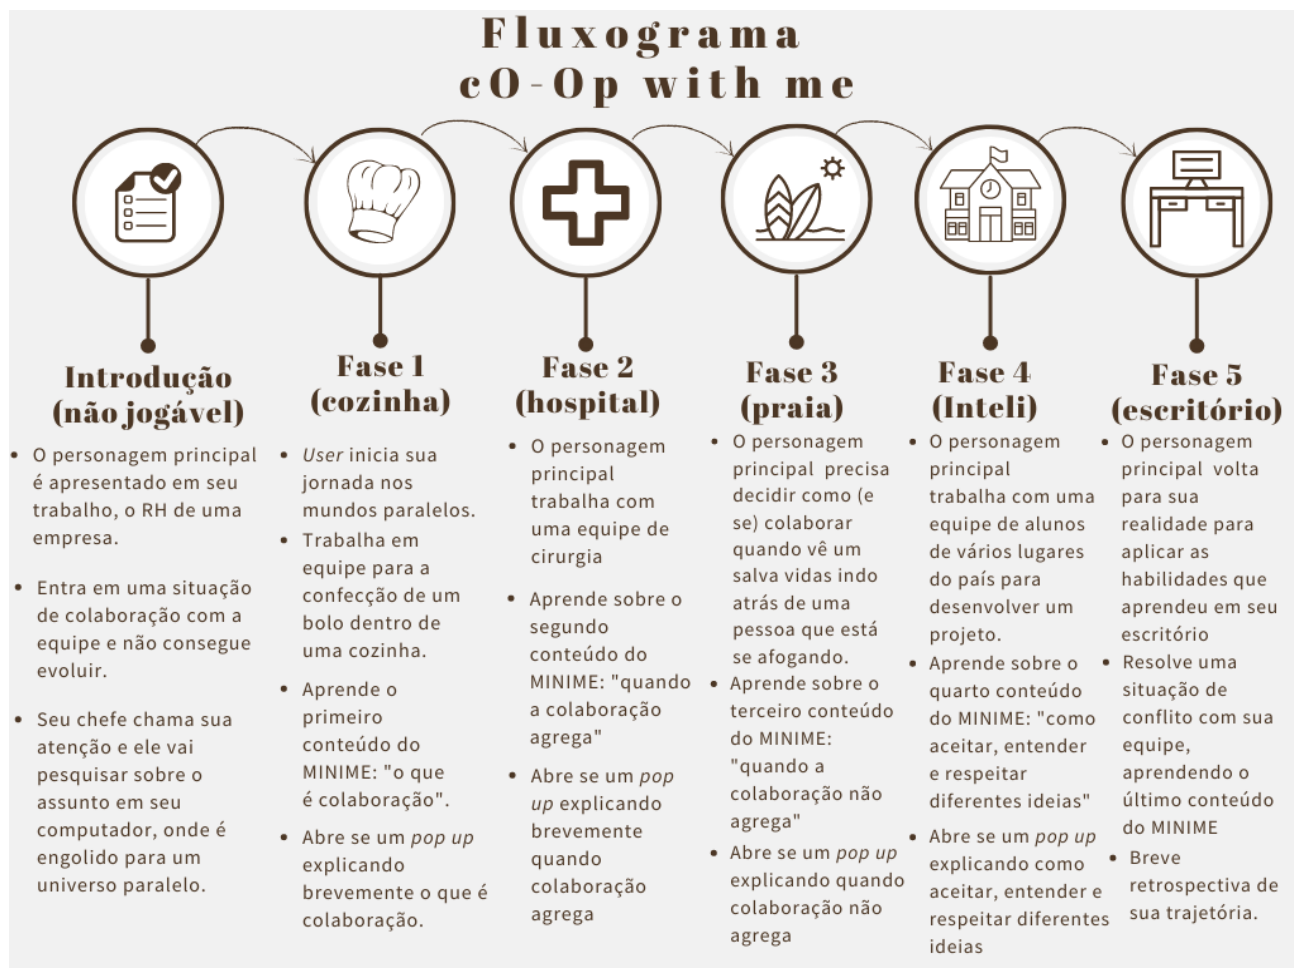 Fluxograma
cO-Op with me
Introdução
(não jogável)
• O personagem principal
é apresentado em seu
trabalho, o RH de uma
empresa.
• Entra em uma situação
de colaboração com a
equipe e não consegue
evoluir.
• Seu chefe chama sua
atenção e ele vai
pesquisar sobre o
assunto em seu
computador, onde é
engolido para um
universo paralelo.
Fase 1
(cozinha)
• User inicia sua
jornada nos
mundos paralelos.
• Trabalha em
equipe para a
confecção de um
bolo dentro de
uma cozinha.
• Aprende o
primeiro
conteúdo do
MINIME: "o que
é colaboração".
• Abre se um pop up
explicando
brevemente o que é
colaboração.
Fase 2
(hospital)
• O personagem
principal
trabalha com
uma equipe de
cirurgia
• Aprende sobre o
segundo
conteúdo do
MINIME: "quando
a colaboração
agrega"
• Abre se um pop
up explicando
brevemente
quando
colaboração
agrega
Fase 3
(praia)
• O personagem
principal precisa
decidir como (e
se) colaborar
quando vê um
salva vidas indo
atrás de uma
pessoa que está
se afogando.
• Aprende sobre o
terceiro conteúdo
do MINIME:
"quando a
colaboração não
agrega"
• Abre se um pop up
explicando quando
colaboração não
agrega
Fase 4
(Inteli)
• O personagem
principal
trabalha com uma
equipe de alunos
de vários lugares
do país para
desenvolver um
projeto.
• Aprende sobre o
quarto conteúdo
do MINIME: "como
aceitar, entender
e respeitar
diferentes ideias"
• Abre se um pop up
explicando como
aceitar, entender e
respeitar diferentes
ideias
Fase 5
(escritório)
• O personagem
principal volta
para sua
realidade para
aplicar as
habilidades que
aprendeu em seu
escritório
• Resolve uma
situação de
conflito com sua
equipe,
aprendendo o
último conteúdo
do MINIME
• Breve
retrospectiva de
sua trajetória.